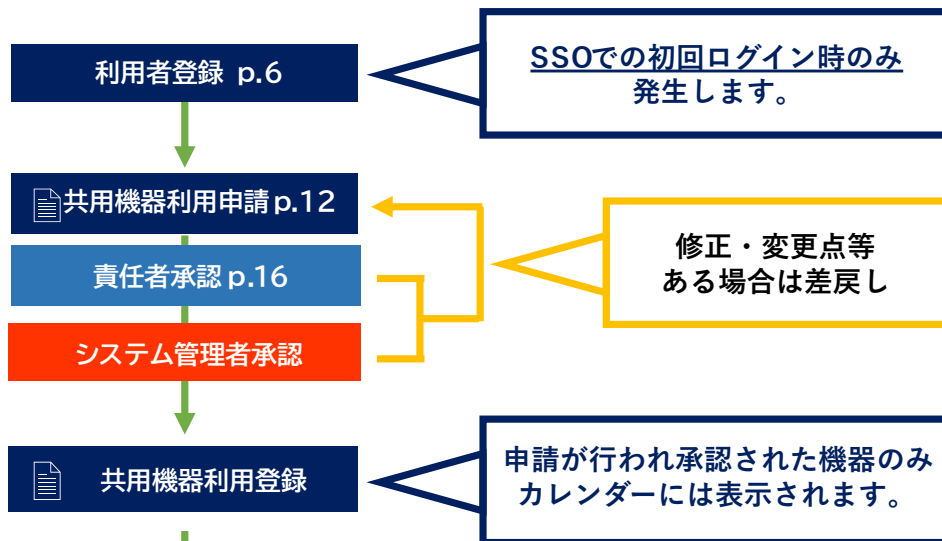 利用者登録 p.6
SSOでの初回ログイン時のみ
発生します。
共用機器利用申請 p.12
責任者承認 p.16
修正・変更点等
ある場合は差戻し
システム管理者承認
共用機器利用登録
申請が行われ承認された機器のみ
カレンダーには表示されます。